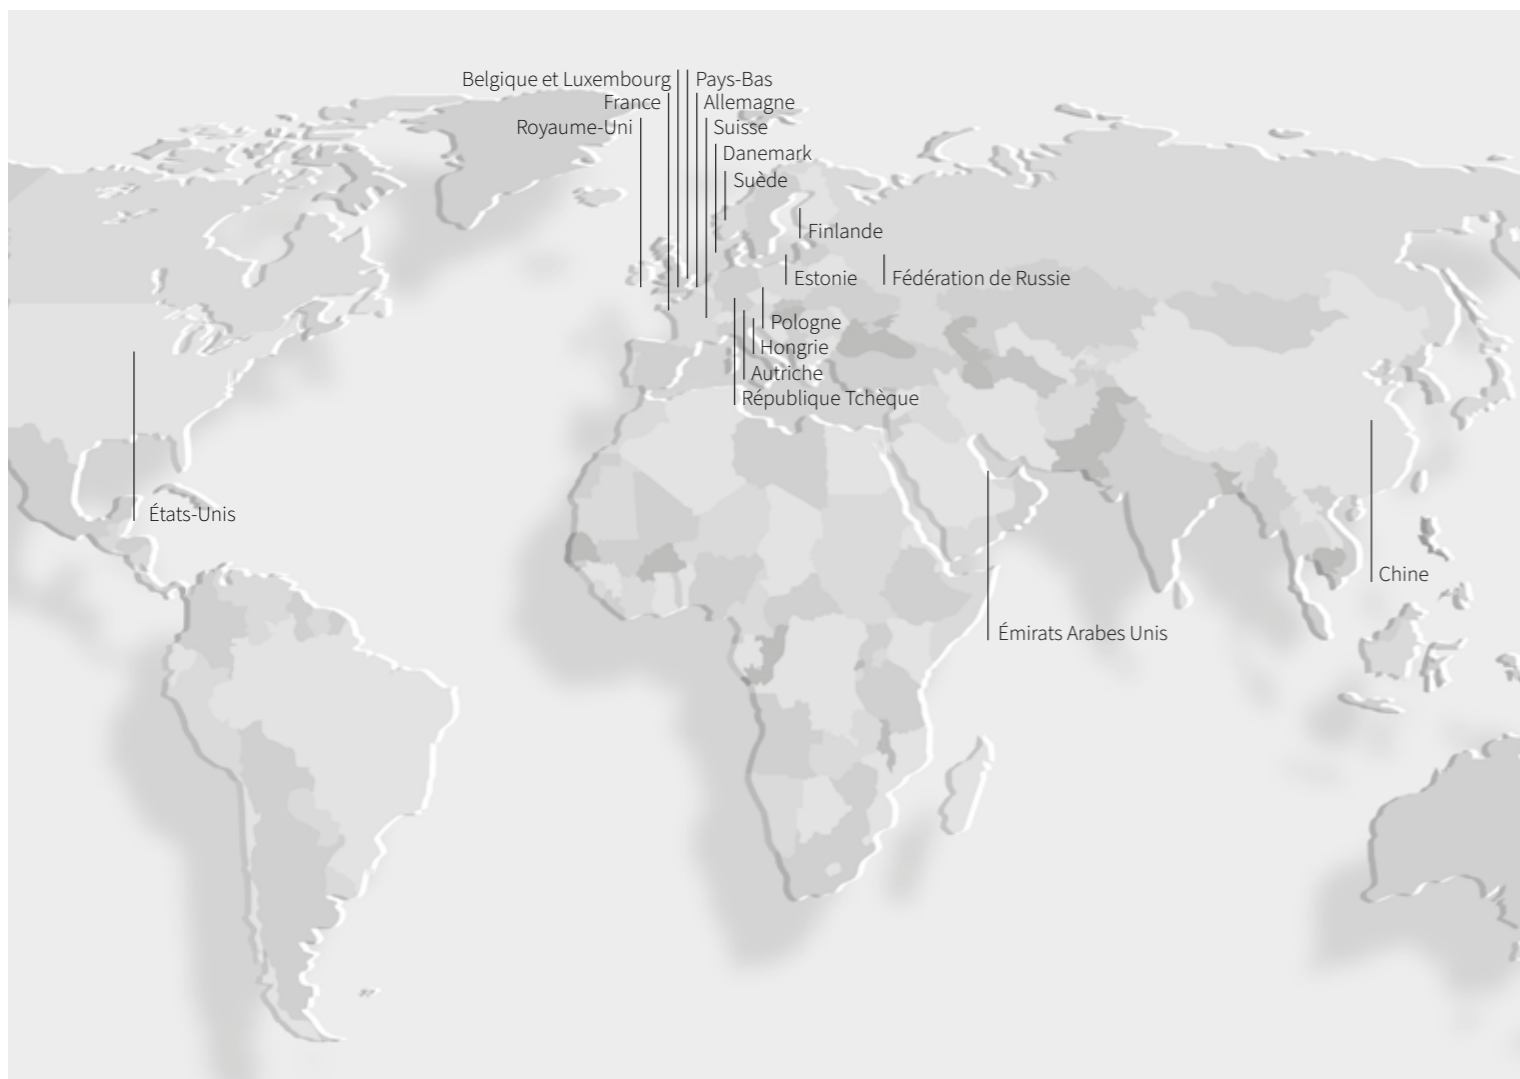 Belgique et Luxembourg
Pays-Bas
France
Allemagne
Royaume-Uni
Suisse
Danemark
Suède
Finlande
Estonie
Fédération de Russie
Pologne
Hongrie
Autriche
République Tchèque
États-Unis
Chine
Émirats Arabes Unis